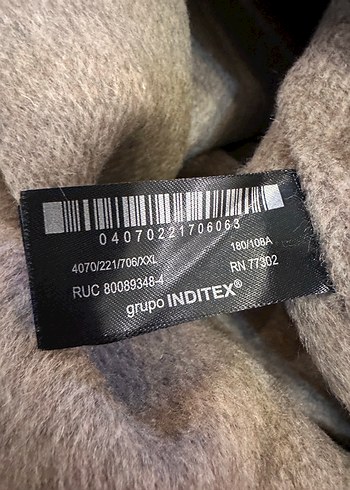 04070221706063
4070/221/706/XXL 180/108A
RUC 80089348-4 RN 77302
grupo INDITEX®